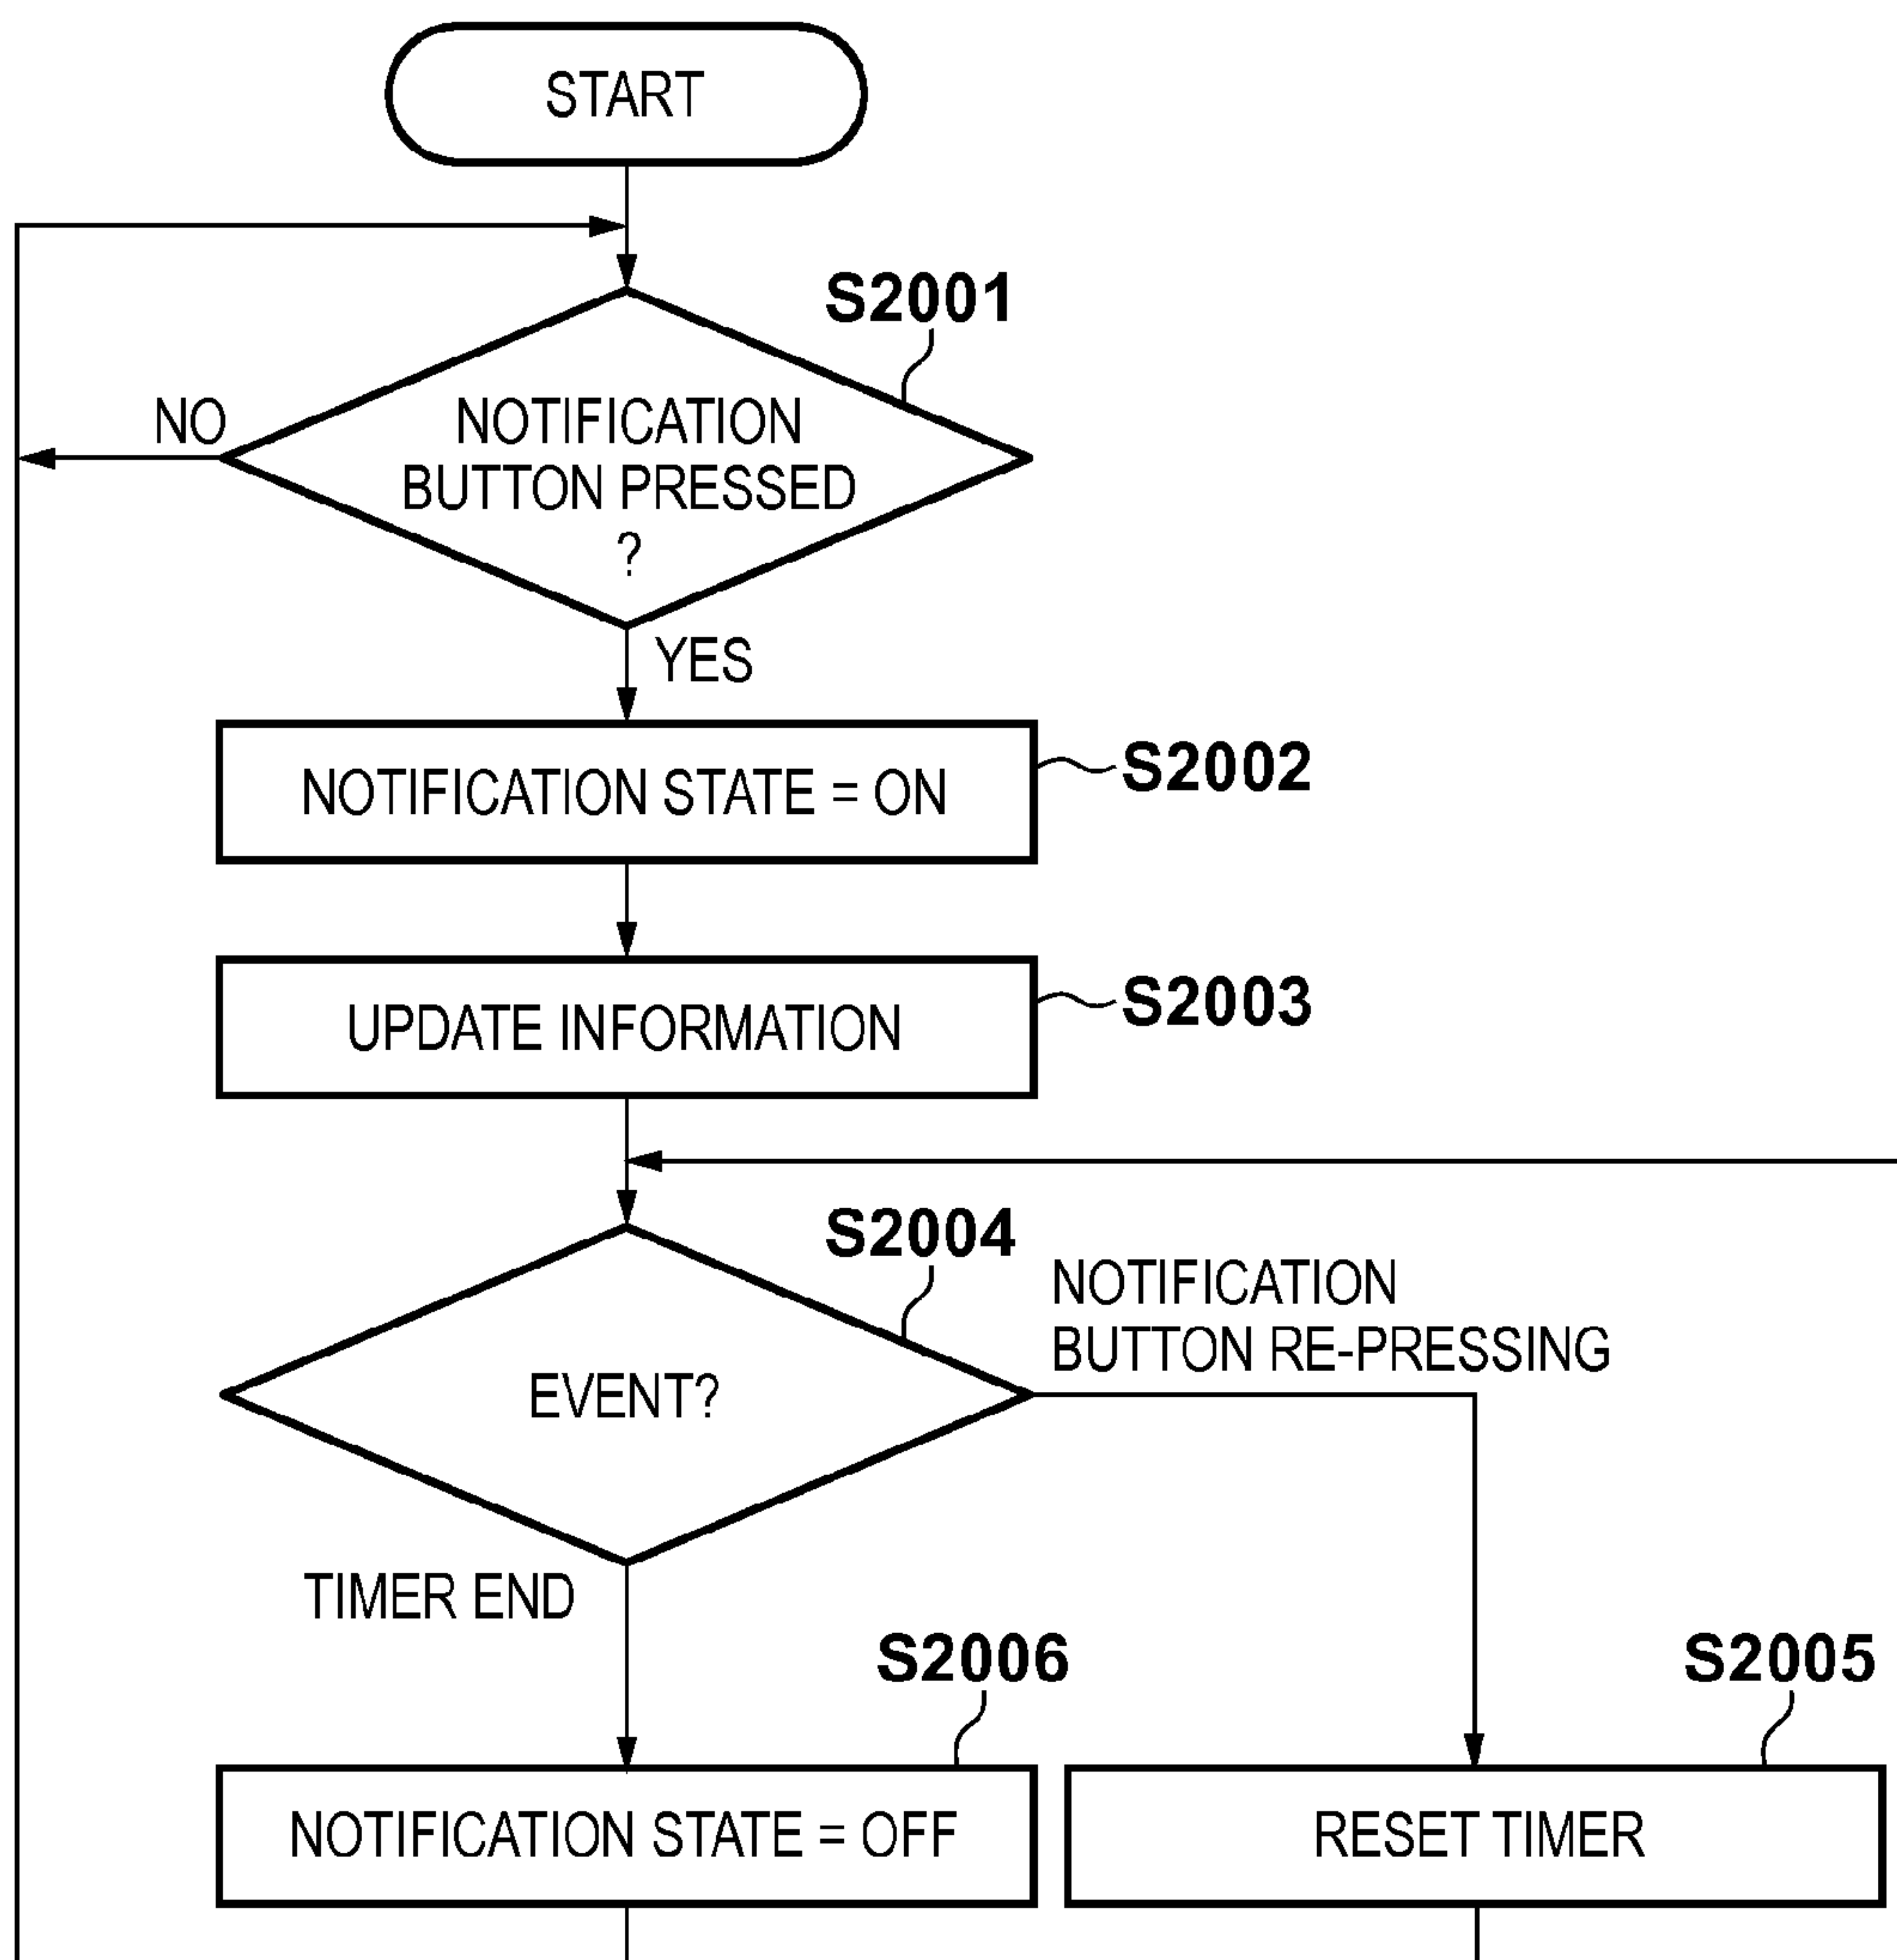 START
S2001
NO
NOTIFICATION
BUTTON PRESSED
?
YES
NOTIFICATION STATE = ON
S2002
UPDATE INFORMATION
S2003
S2004
NOTIFICATION
BUTTON RE-PRESSING
EVENT?
TIMER END
S2006
S2005
NOTIFICATION STATE = OFF
RESET TIMER